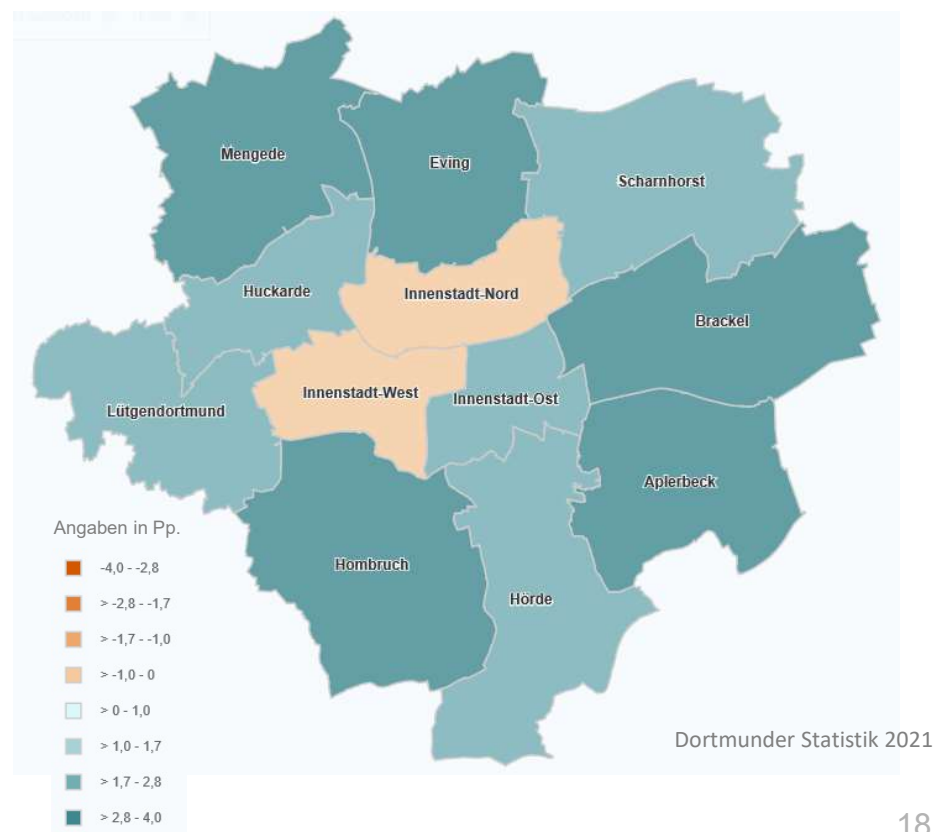 Mengede
Eving
Scharnhorst
Huckarde
Innenstadt-Nord
Brackel
Innenstadt-West
Innenstadt-Ost
Lütgendortmund
Aplerbeck
Hombruch
Hörde
Angaben in Pp.
-4,0 - -2,8
> -2,8 - -1,7
> -1,7 - -1,0
> -1,0 - 0
> 0 - 1,0
> 1,0 - 1,7
> 1,7 - 2,8
> 2,8 - 4,0
Dortmunder Statistik 2021
18